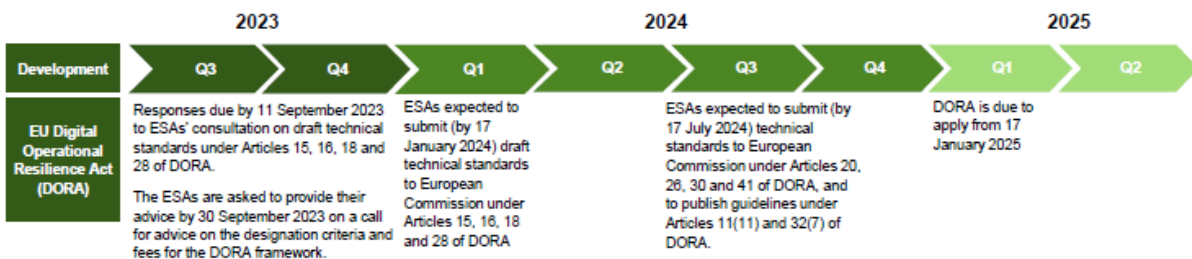 2023
2024
2025
Development
Q3
Q4
Q1
Q2
Q3
Q4
Q1
Q2
EU Digital
Operational
Resilience Act
(DORA)
Responses due by 11 September 2023
to ESAs' consultation on draft technical
standards under Articles 15, 16, 18 and
28 of DORA.
The ESAs are asked to provide their
advice by 30 September 2023 on a call
for advice on the designation criteria and
fees for the DORA framework.
ESAs expected to
submit (by 17
January 2024) draft
technical standards
to European
Commission under
Articles 15, 16, 18
and 28 of DORA
ESAs expected to submit (by
17 July 2024) technical
standards to European
Commission under Articles 20,
26, 30 and 41 of DORA, and
to publish guidelines under
Articles 11(11) and 32(7) of
DORA.
DORA is due to
apply from 17
January 2025